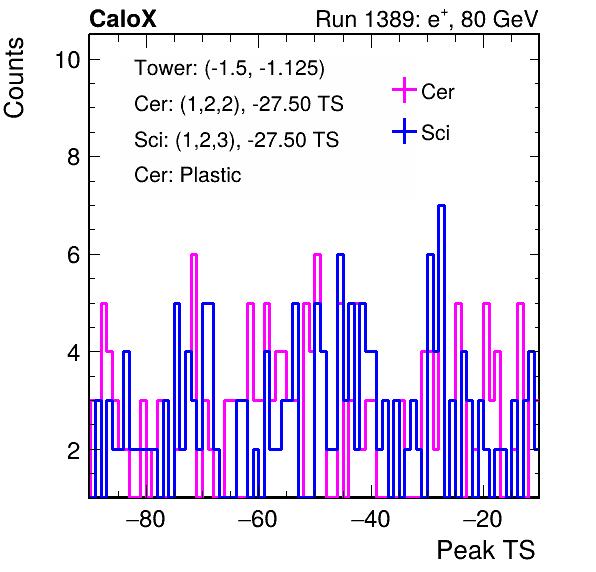 CaloX Run 1389: e⁺, 80 GeV
Counts
Tower: (-1.5, -1.125)
Cer: (1,2,2), -27.50 TS
Sci: (1,2,3), -27.50 TS
Cer: Plastic
Cer
Sci
10
8
6
4
2
−80 −60 −40 −20
Peak TS